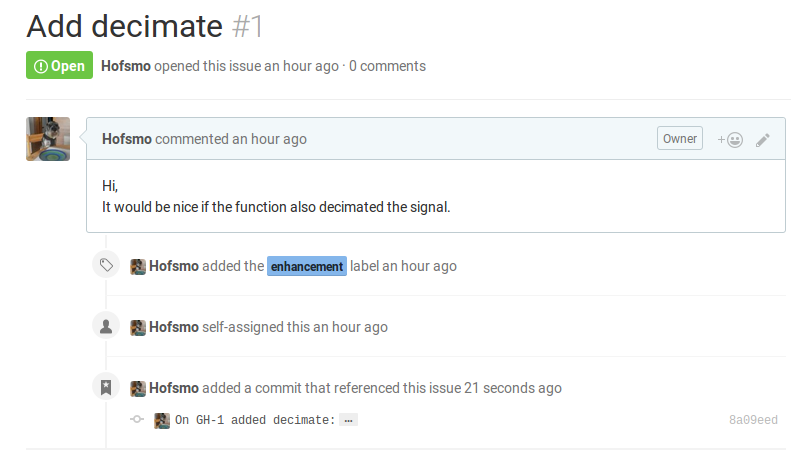 Add decimate #1
Open Hofsmo opened this issue an hour ago · 0 comments
Hofsmo commented an hour ago Owner +
Hi,
It would be nice if the function also decimated the signal.
Hofsmo added the enhancement label an hour ago
Hofsmo self-assigned this an hour ago
Hofsmo added a commit that referenced this issue 21 seconds ago
On GH-1 added decimate: … 8a09eed